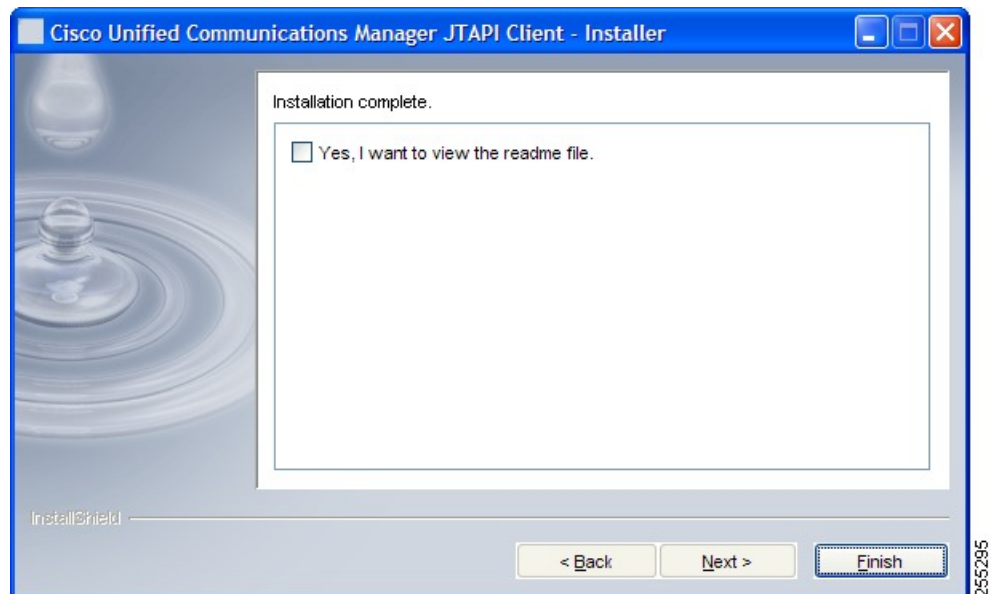 Cisco Unified Communications Manager JTAPI Client - Installer
Installation complete.
Yes, I want to view the readme file.
InstallShield
< Back
Next >
Finish
255295